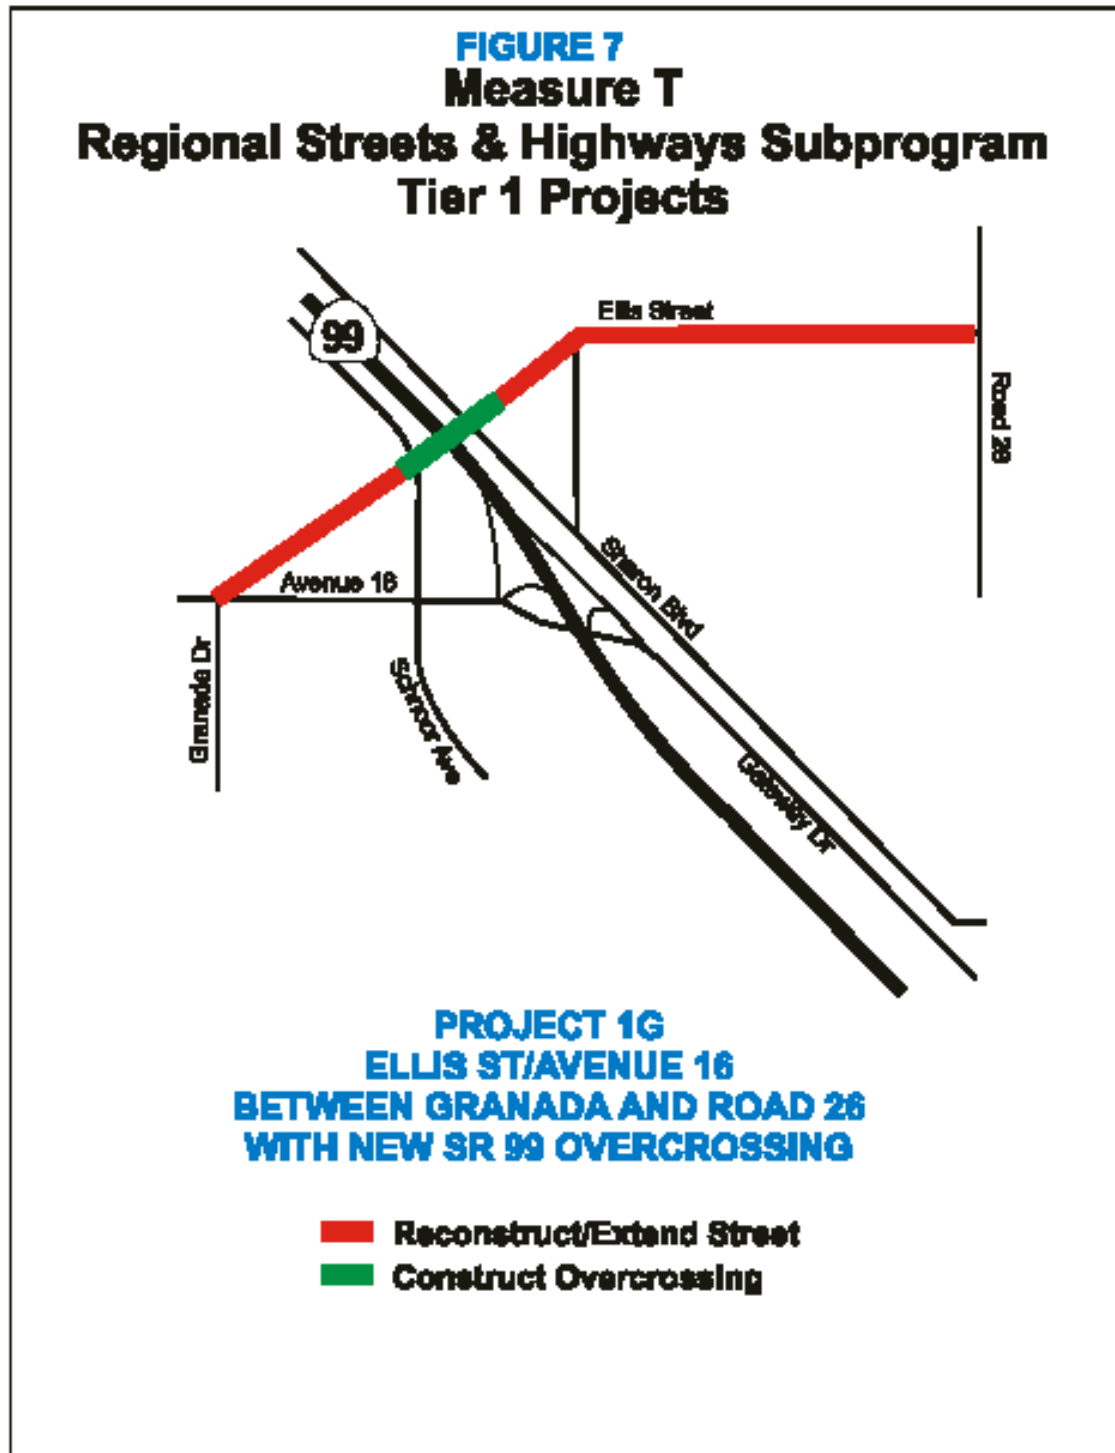 FIGURE 7
Measure T
Regional Streets & Highways Subprogram
Tier 1 Projects
99
Ellis Street
Road 26
Sharon Blvd
Avenue 16
Granada Dr
Schnoor Ave
Gateway Dr
PROJECT 1G
ELLIS ST/AVENUE 16
BETWEEN GRANADA AND ROAD 26
WITH NEW SR 99 OVERCROSSING
Reconstruct/Extend Street
Construct Overcrossing